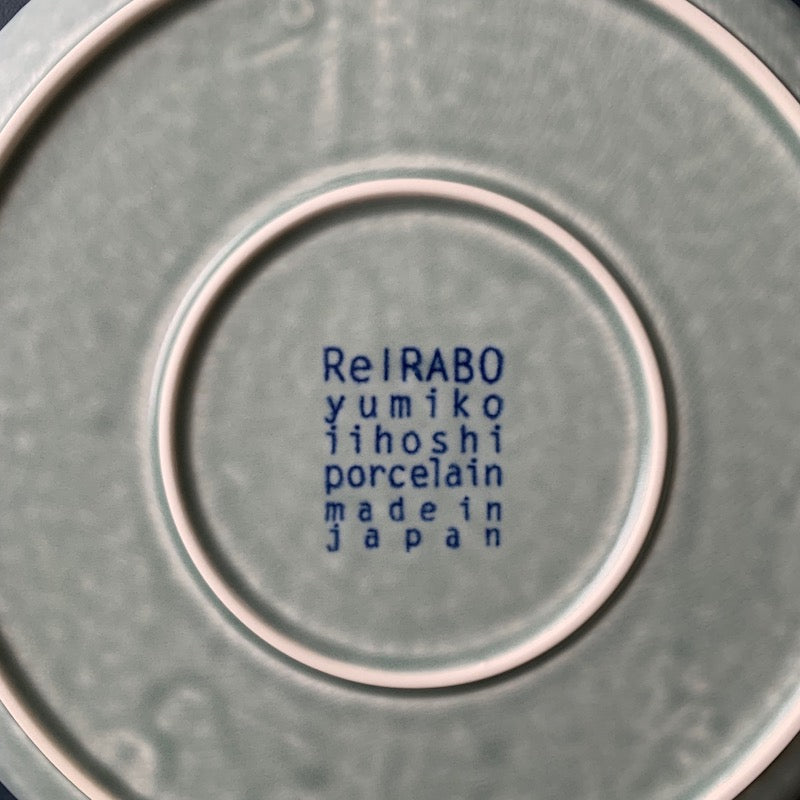 ReIRABO
yumiko
iihoshi
porcelain
made in
japan